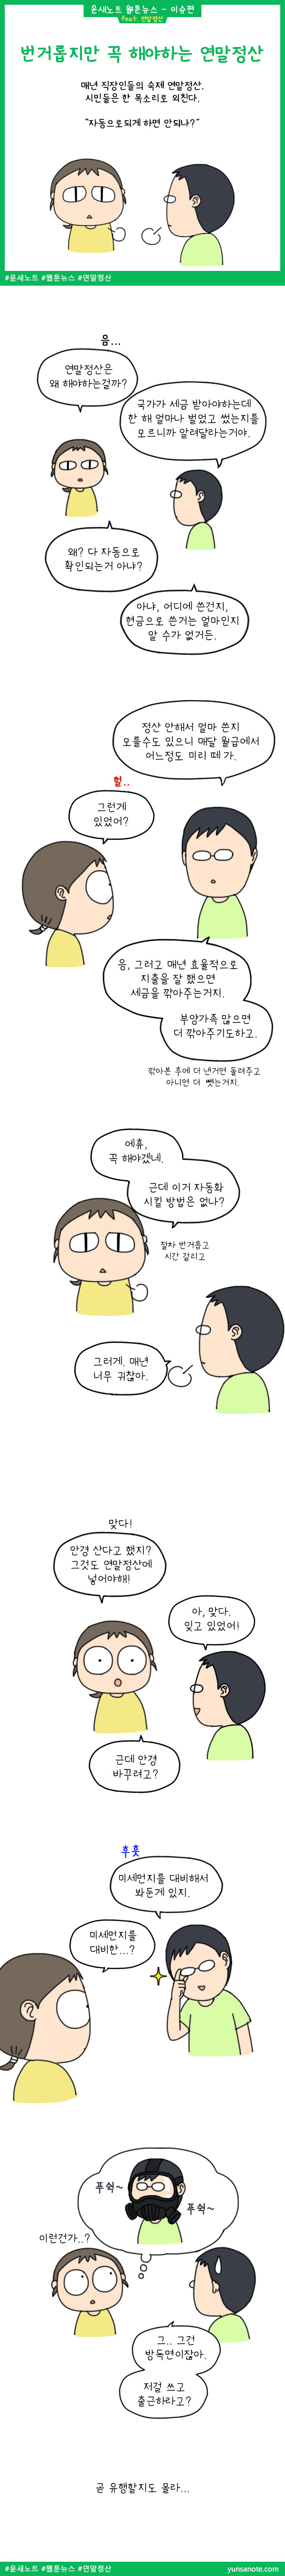 윤새노트 웹툰뉴스 - 이슈편
feat. 연말정산
번거롭지만 꼭 해야하는 연말정산
매년 직장인들의 숙제 연말정산.
시민들은 한 목소리로 외친다.
"자동으로되게 하면 안되나?"
#윤새노트 #웹툰뉴스 #연말정산
음...
연말정산은
왜 해야하는걸까?
국가가 세금 받아야하는데
한 해 얼마나 벌었고 썼는지를
모르니까 알려달라는거야.
왜? 다 자동으로
확인되는거 아냐?
아냐, 어디에 쓴건지,
현금으로 쓴거는 얼마인지
알 수가 없거든.
정산 안해서 얼마 쓴지
모를수도 있으니 매달 월급에서
어느정도 미리 떼 가.
헐..
그런게
있었어?
응, 그러고 매년 효율적으로
지출을 잘 했으면
세금을 깎아주는거지.
부양가족 많으면
더 깎아주기도하고.
깎아본 후에 더 낸거면 돌려주고
아니면 더 뺏는거지.
에휴,
꼭 해야겠네.
근데 이거 자동화
시킬 방법은 없나?
절차 번거롭고
시간 걸리고
그러게. 매년
너무 귀찮아.
맞다!
안경 산다고 했지?
그것도 연말정산에
넣어야해!
아, 맞다.
잊고 있었어!
근데 안경
바꾸려고?
후훗
미세먼지를 대비해서
봐둔게 있지.
미세먼지를
대비한...?
푸쉭~
푸쉭~
이런건가..?
그.. 그건
방독면이잖아.
저걸 쓰고
출근하라고?
곧 유행할지도 몰라...
#윤새노트 #웹툰뉴스 #연말정산
yunsanote.com